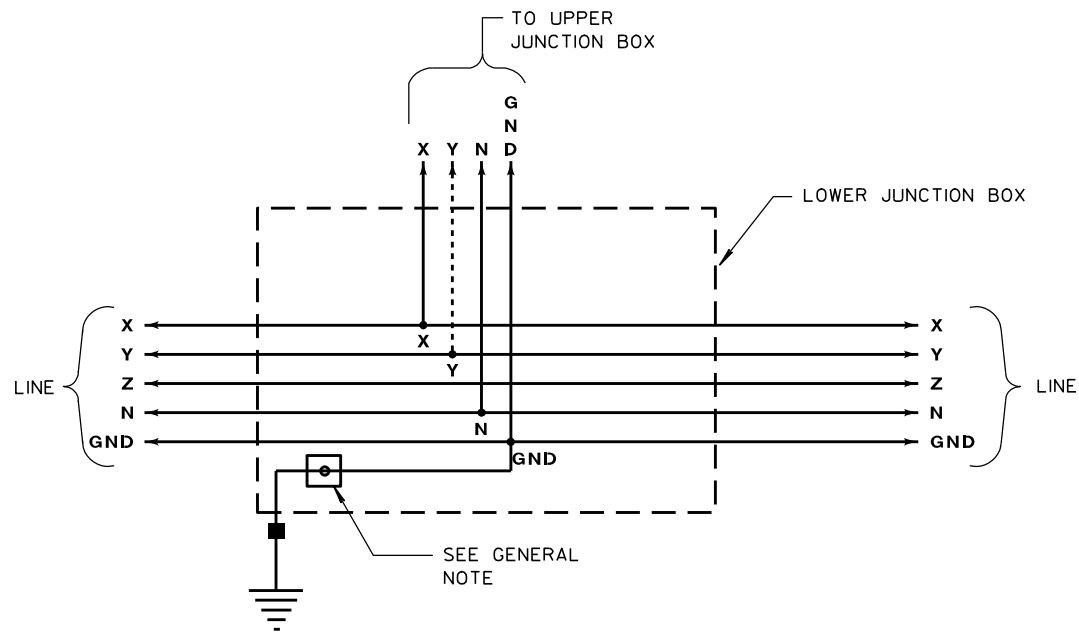 TO UPPER
JUNCTION BOX
G
N
X Y N D
LOWER JUNCTION BOX
X X
X
Y Y
Y
LINE Z Z LINE
N N
N
GND GND
GND
SEE GENERAL
NOTE